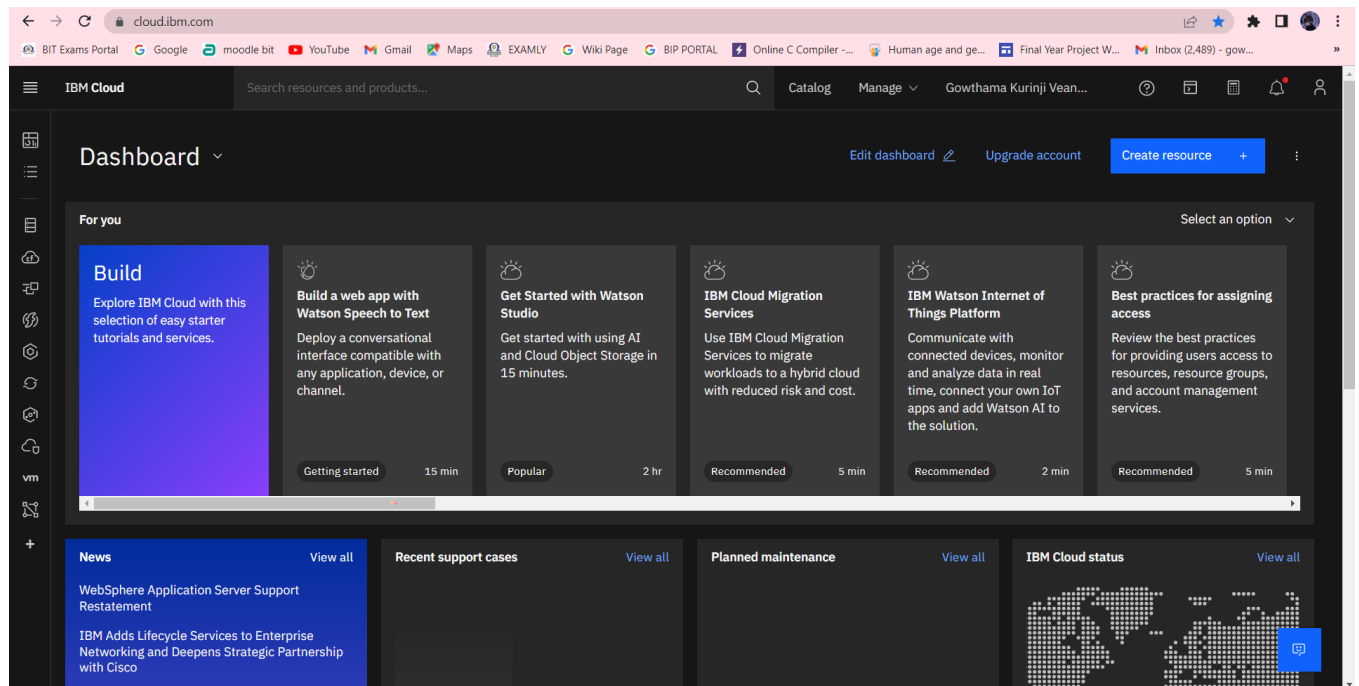 cloud.ibm.com
BIT Exams Portal Google moodle bit YouTube Gmail Maps EXAMLY Wiki Page BIP PORTAL Online C Compiler -... Human age and ge... Final Year Project W... Inbox (2,489) - gow... »
IBM Cloud Search resources and products... Catalog Manage Gowthama Kurinji Vean...
Dashboard Edit dashboard Upgrade account Create resource +
For you Select an option
Build
Explore IBM Cloud with this
selection of easy starter
tutorials and services.
Build a web app with
Watson Speech to Text
Deploy a conversational
interface compatible with
any application, device, or
channel.
Getting started 15 min
Get Started with Watson
Studio
Get started with using AI
and Cloud Object Storage in
15 minutes.
Popular 2 hr
IBM Cloud Migration
Services
Use IBM Cloud Migration
Services to migrate
workloads to a hybrid cloud
with reduced risk and cost.
Recommended 5 min
IBM Watson Internet of
Things Platform
Communicate with
connected devices, monitor
and analyze data in real
time, connect your own IoT
apps and add Watson AI to
the solution.
Recommended 2 min
Best practices for assigning
access
Review the best practices
for providing users access to
resources, resource groups,
and account management
services.
Recommended 5 min
vm
News View all
WebSphere Application Server Support
Restatement
IBM Adds Lifecycle Services to Enterprise
Networking and Deepens Strategic Partnership
with Cisco
Recent support cases View all
Planned maintenance View all
IBM Cloud status View all